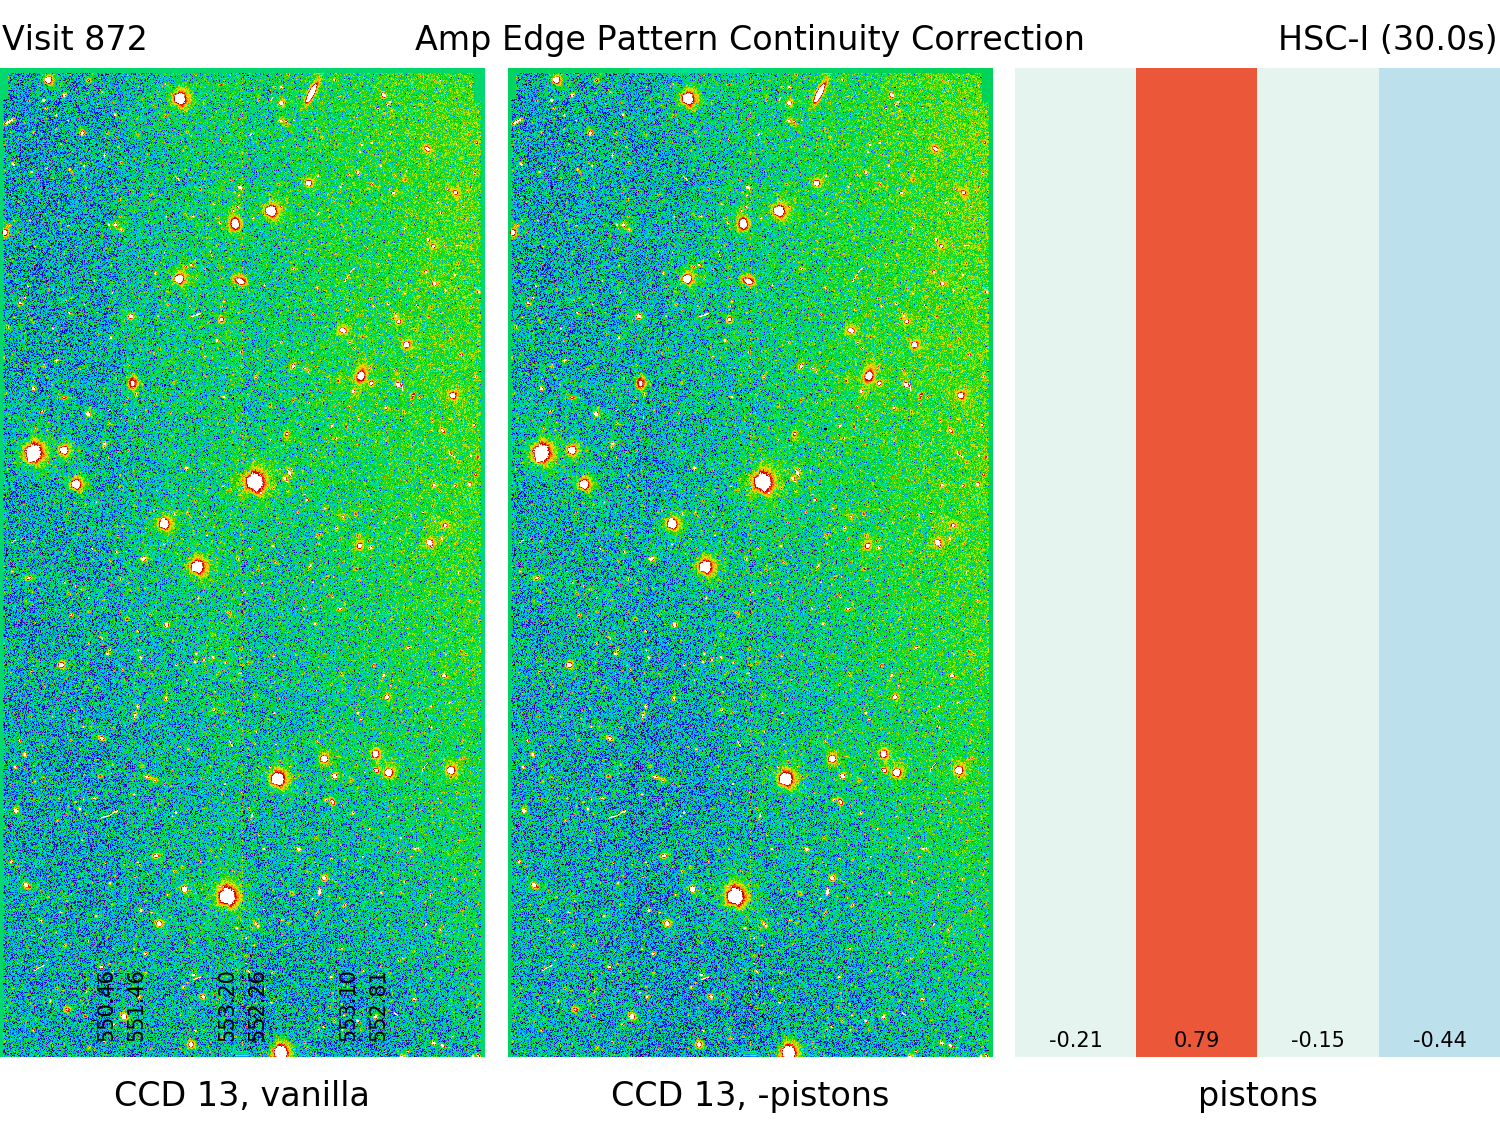 Visit 872
Amp Edge Pattern Continuity Correction
HSC-I (30.0s)
550.46
551.46
553.20
552.26
553.10
552.81
-0.21
0.79
-0.15
-0.44
CCD 13, vanilla
CCD 13, -pistons
pistons